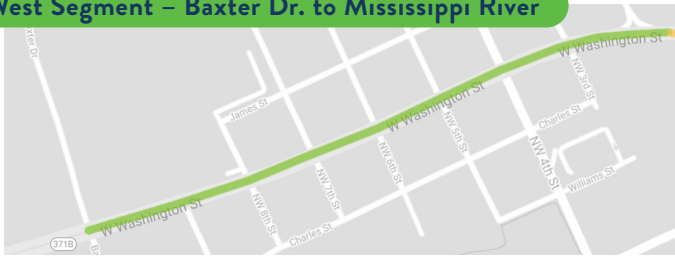 West Segment – Baxter Dr. to Mississippi River
W Washington St
NW 3rd St
James St
W Washington St
NW 5th St
Charles St
NW 4th St
NW 6th St
NW 7th St
Williams St
NW 8th St
W Washington St
Charles St
371B